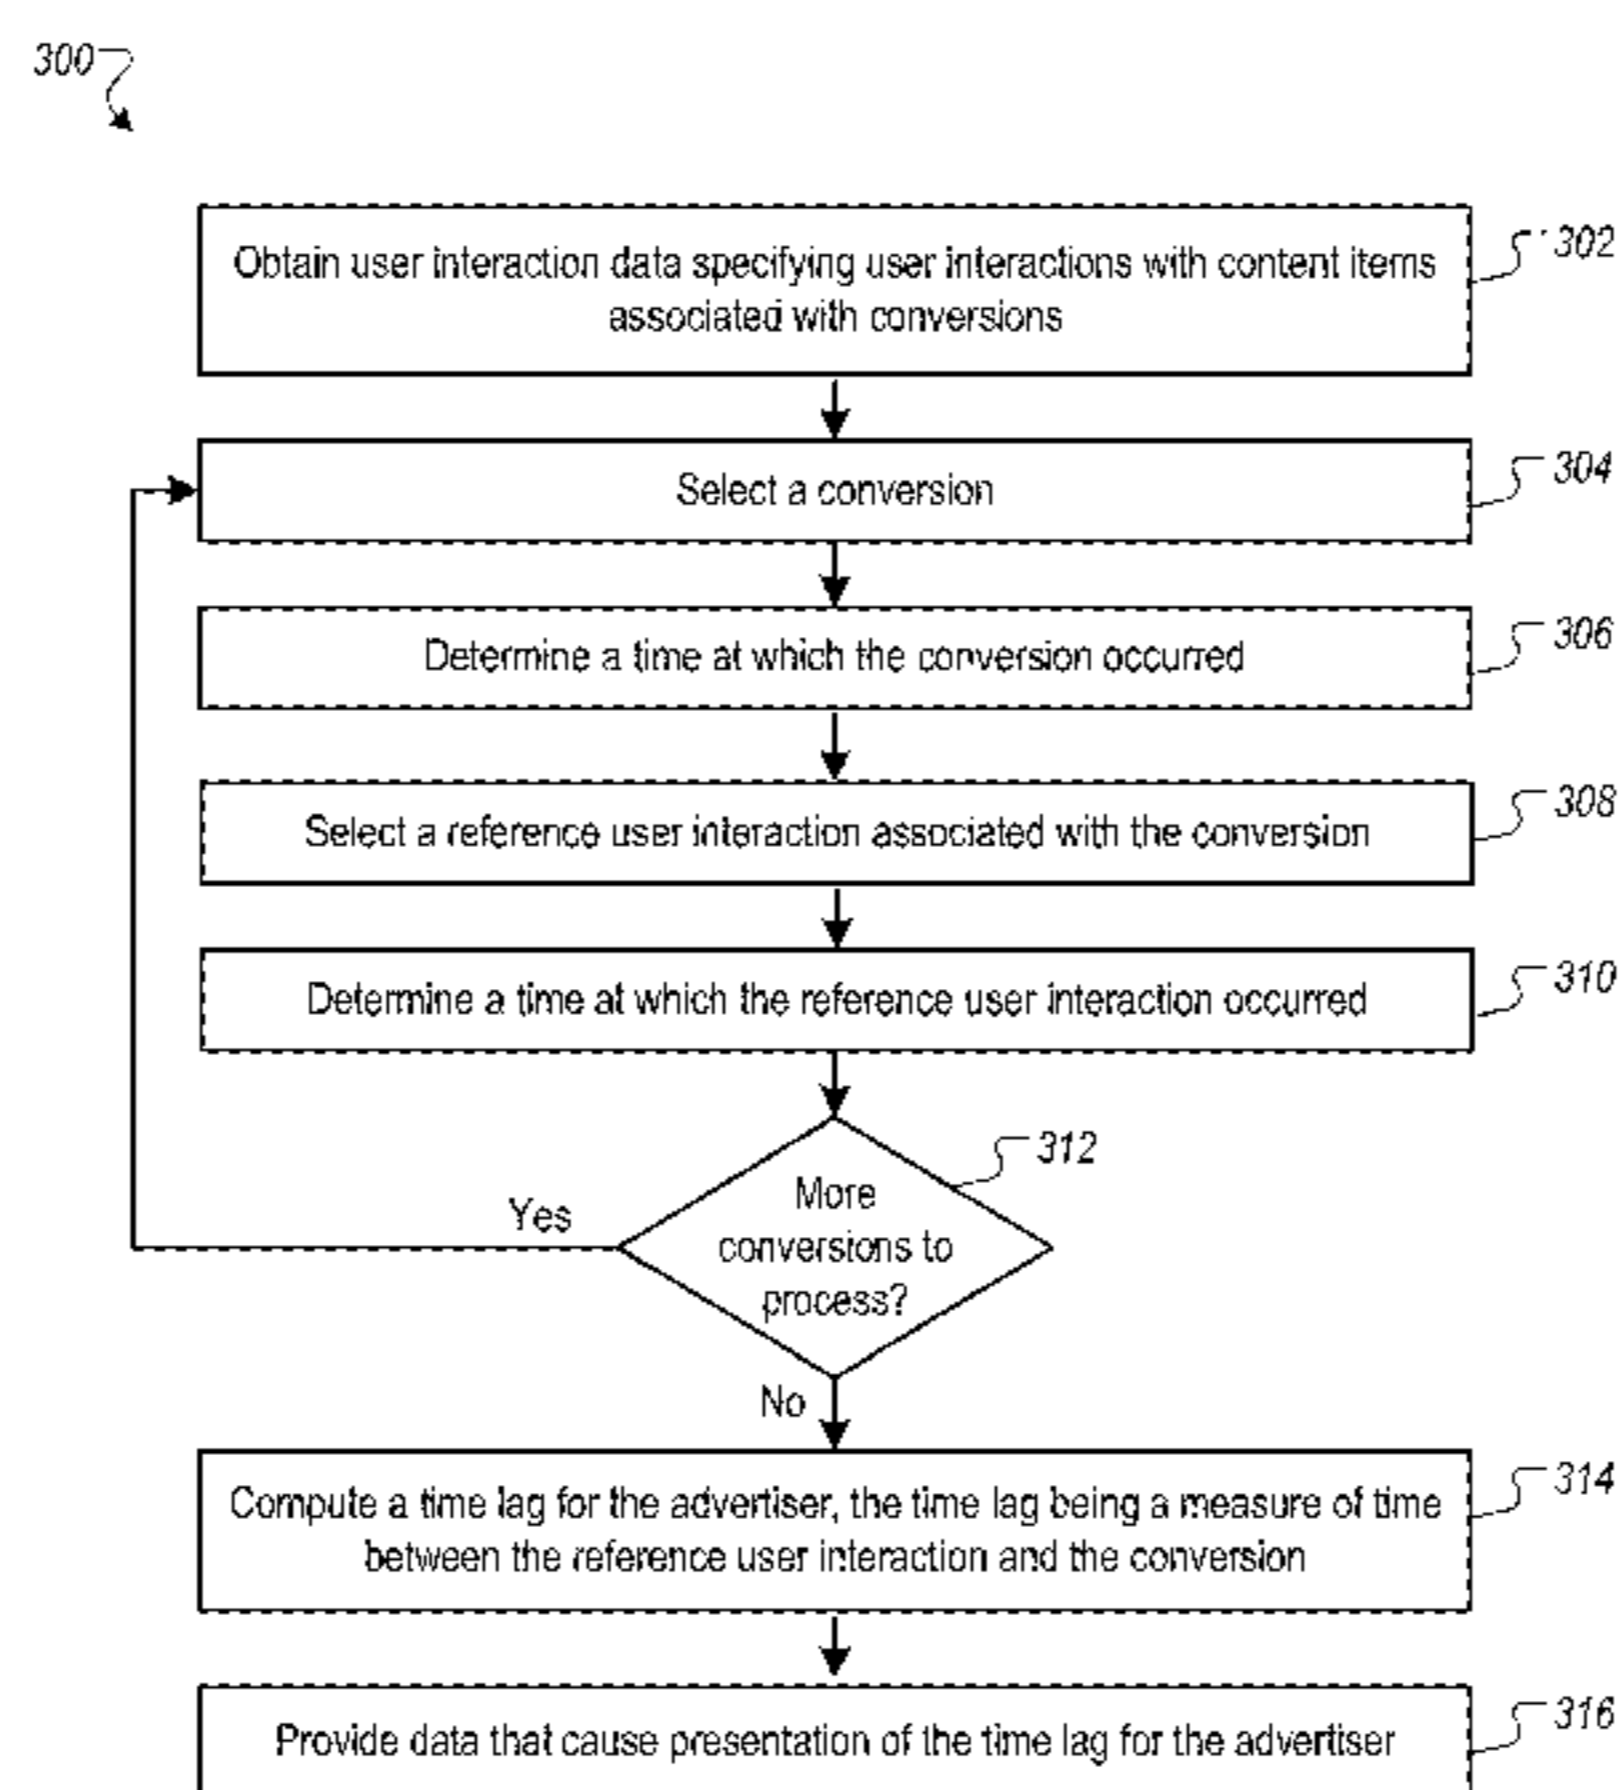 300
Obtain user interaction data specifying user interactions with content items
associated with conversions
302
Select a conversion
304
Determine a time at which the conversion occurred
306
Select a reference user interaction associated with the conversion
308
Determine a time at which the reference user interaction occurred
310
312
More
conversions to
process?
Yes
No
Compute a time lag for the advertiser, the time lag being a measure of time
between the reference user interaction and the conversion
314
Provide data that cause presentation of the time lag for the advertiser
316